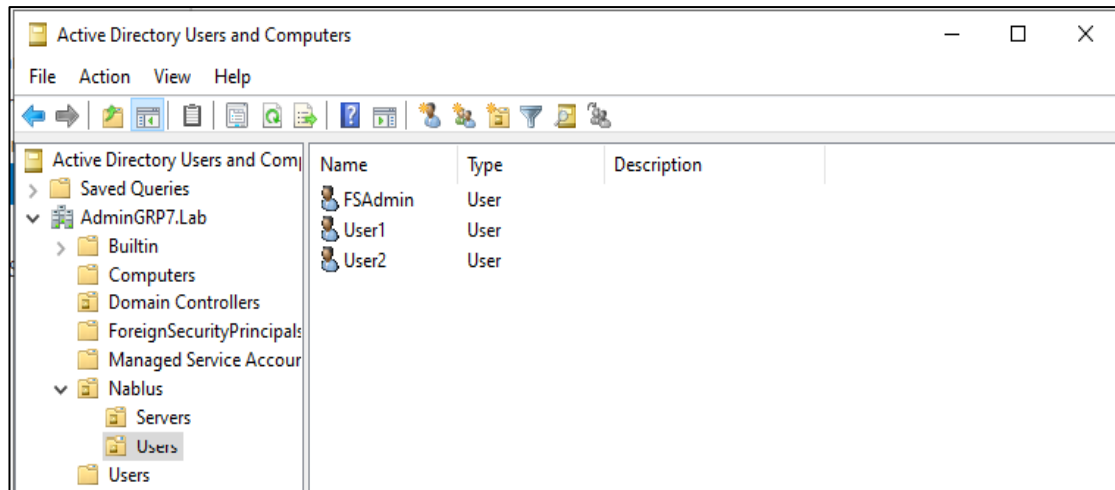 Active Directory Users and Computers
File Action View Help
Active Directory Users and Comp
Name Type Description
Saved Queries
AdminGRP7.Lab
Builtin
Computers
Domain Controllers
ForeignSecurityPrincipals
Managed Service Accour
Nablus
Servers
Users
Users
FSAdmin User
User1 User
User2 User